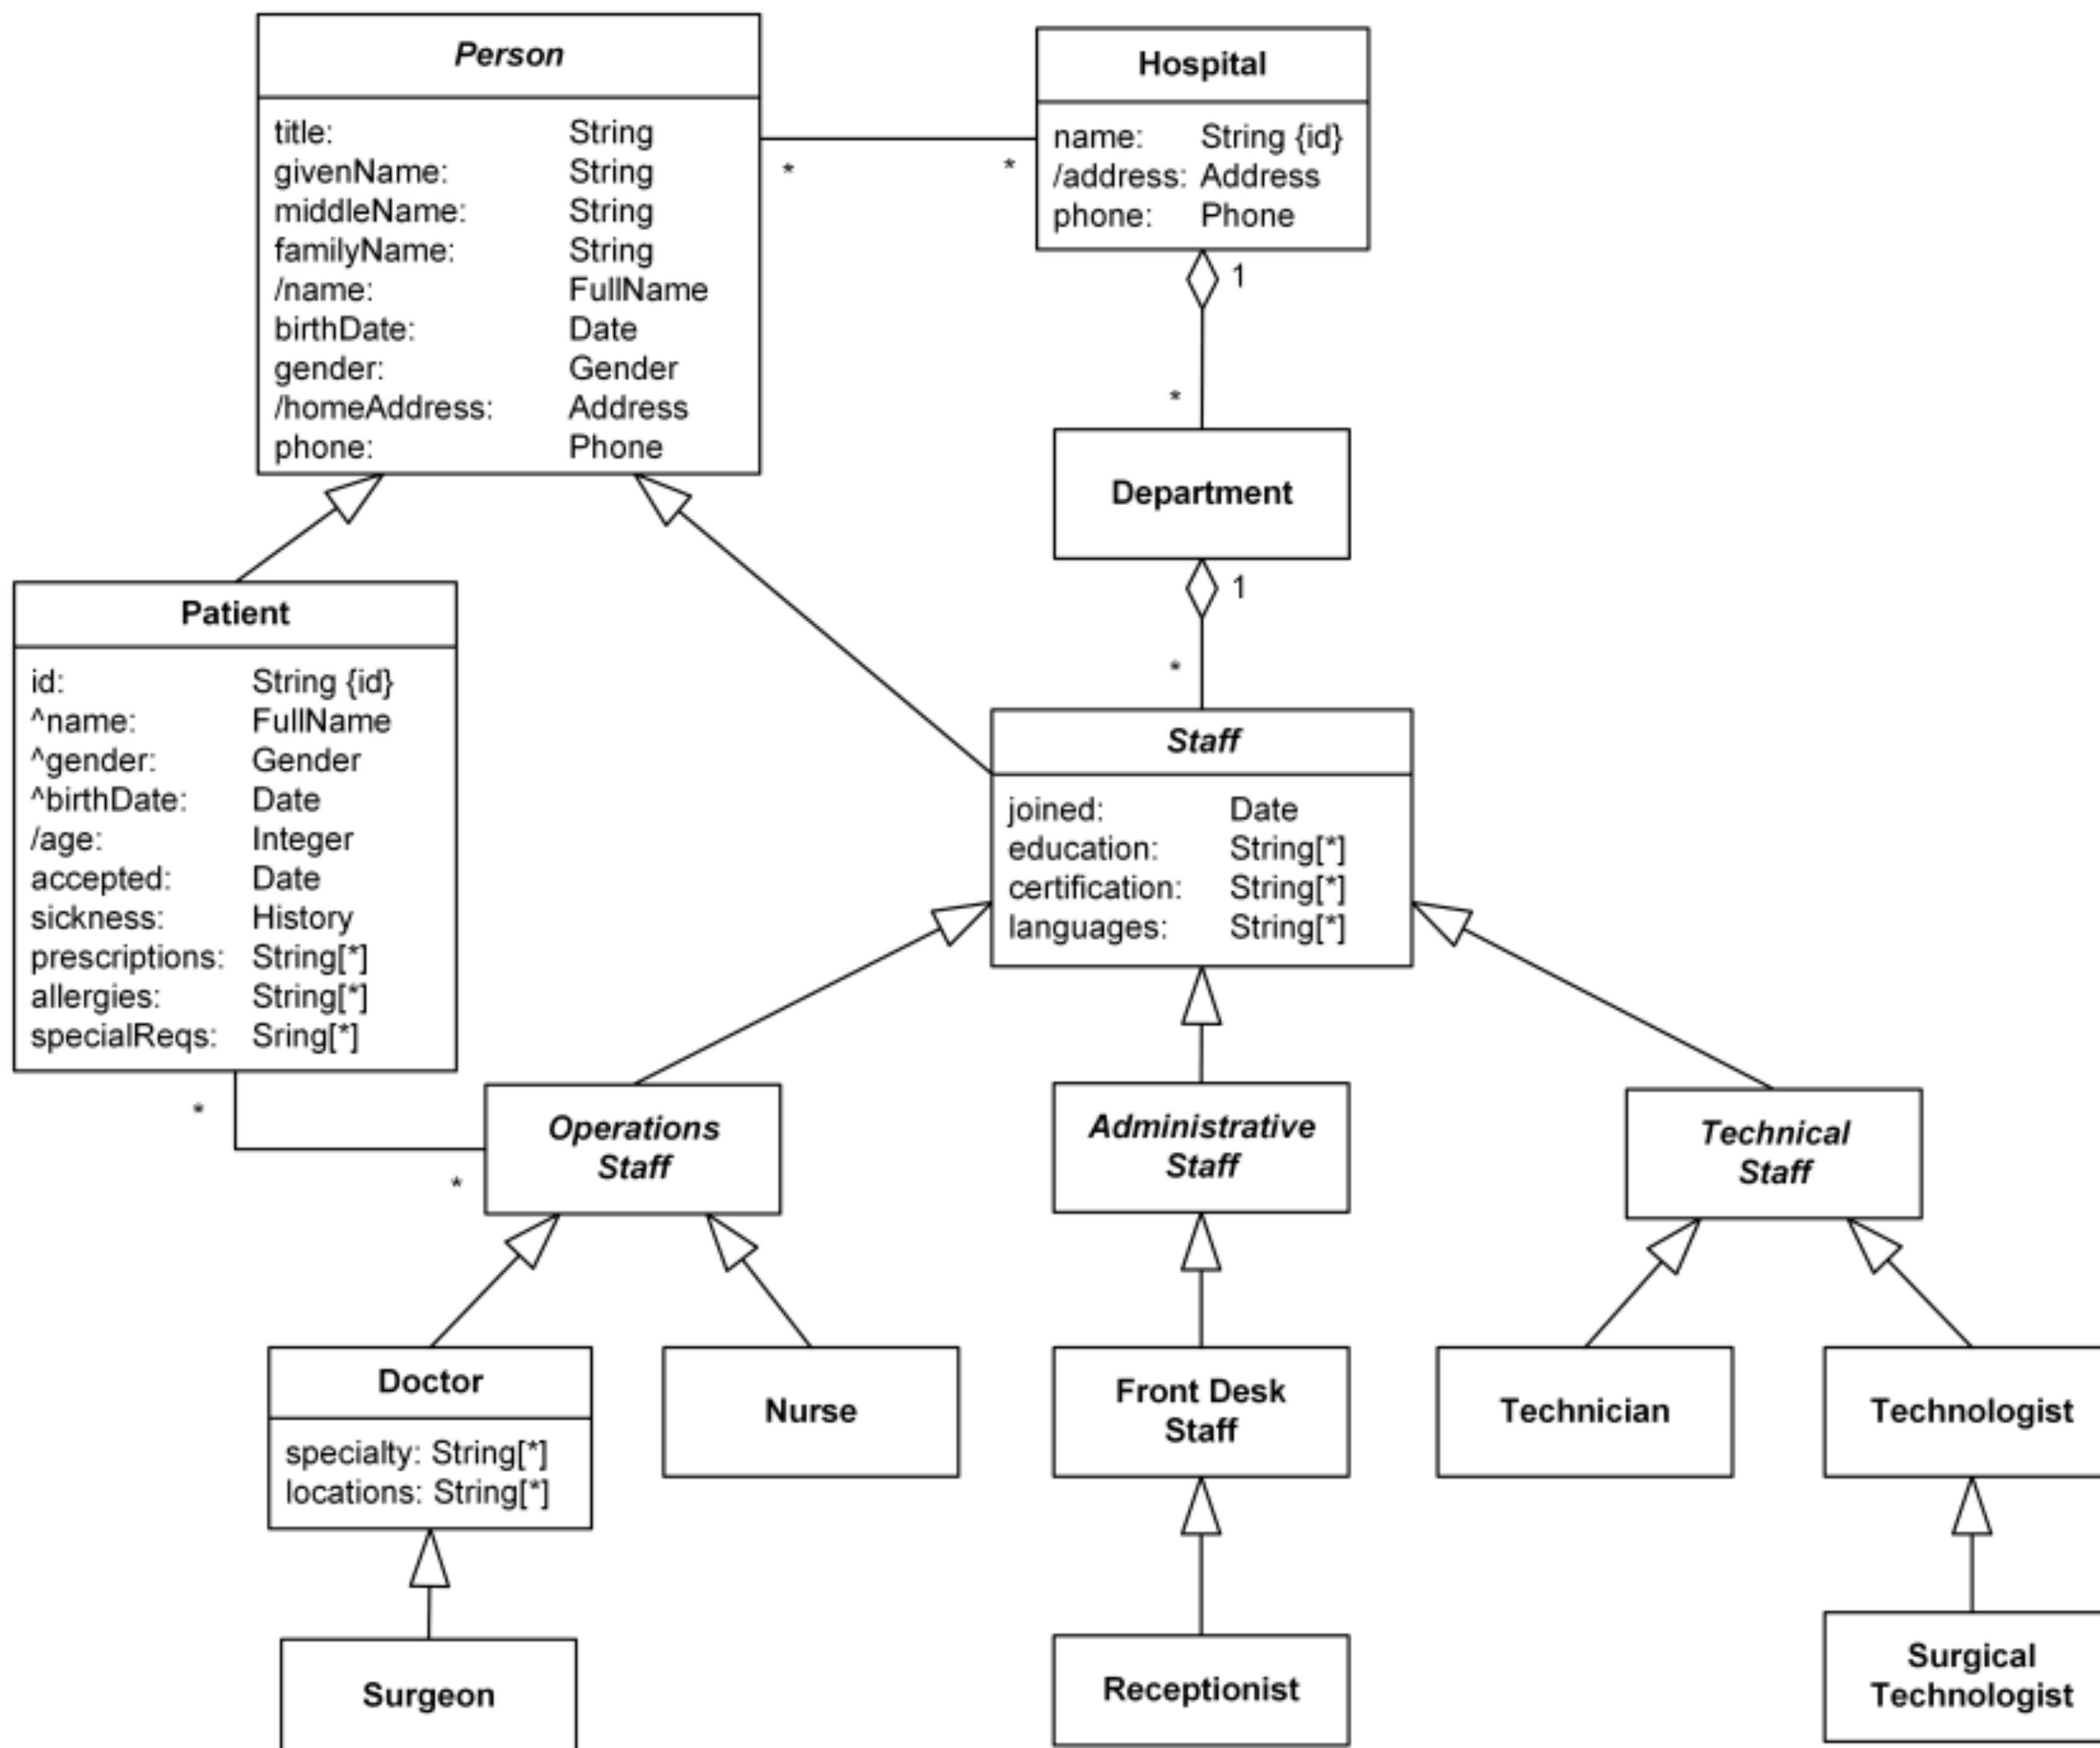 Person
title: String
givenName: String
middleName: String
familyName: String
/name: FullName
birthDate: Date
gender: Gender
/homeAddress: Address
phone: Phone
* *
Hospital
name: String {id}
/address: Address
phone: Phone
1
*
Department
1
*
Patient
id: String {id}
^name: FullName
^gender: Gender
^birthDate: Date
/age: Integer
accepted: Date
sickness: History
prescriptions: String[*]
allergies: String[*]
specialReqs: Sring[*]
*
*
Staff
joined: Date
education: String[*]
certification: String[*]
languages: String[*]
Operations
Staff
Administrative
Staff
Technical
Staff
Doctor
specialty: String[*]
locations: String[*]
Nurse
Front Desk
Staff
Technician
Technologist
Surgeon
Receptionist
Surgical
Technologist